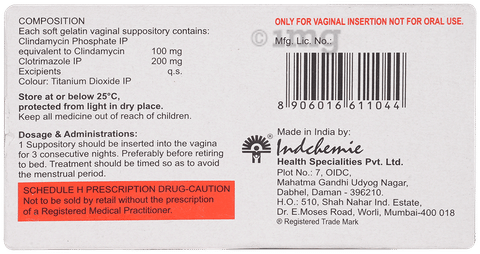 COMPOSITION
Each soft gelatin vaginal suppository contains:
Clindamycin Phosphate IP
equivalent to Clindamycin 100 mg
Clotrimazole IP 200 mg
Excipients q.s.
Colour: Titanium Dioxide IP
Store at or below 25°C,
protected from light in dry place.
Keep all medicine out of reach of children.
Dosage & Administrations:
1 Suppository should be inserted into the vagina
for 3 consecutive nights. Preferably before retiring
to bed. Treatment should be timed so as to avoid
the menstrual period.
SCHEDULE H PRESCRIPTION DRUG-CAUTION
Not to be sold by retail without the prescription
of a Registered Medical Practitioner.
ONLY FOR VAGINAL INSERTION NOT FOR ORAL USE.
1mg
Mfg. Lic. No.:
8 906016 611044
Made in India by:
Indchemie
Health Specialities Pvt. Ltd.
Plot No.: 7, OIDC,
Mahatma Gandhi Udyog Nagar,
Dabhel, Daman - 396210.
H.O.: 510, Shah Nahar Ind. Estate,
Dr. E.Moses Road, Worli, Mumbai-400 018
® Registered Trade Mark